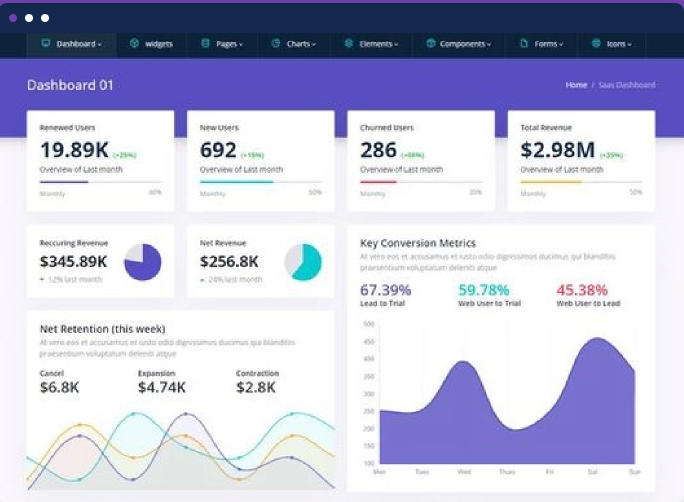 Dashboard
widgets
Pages
Charts
Elements
Components
Forms
Icons
Dashboard 01
Home / Saas Dashboard
Renewed Users
19.89K (+25%)
Overview of Last month
Monthly
New Users
692 (+15%)
Overview of Last month
Monthly 60%
Churned Users
286
Overview of Last month
Monthly 35%
Total Revenue
$2.98M (+35%)
Overview of Last month
Monthly 50%
Reccuring Revenue
$345.89K
12% last month
Net Revenue
$256.8K
24% last month
Key Conversion Metrics
At vero eos et accusamus et iusto odio dignissimos ducimus qui blanditiis
praesentium voluptatum deleniti atque
67.39%
Lead to Trial
59.78%
Web User to Trial
45.38%
Web User to Lead
500
450
400
350
300
250
200
150
100
Mon Tues Wed Thurs Fri Sat Sun
Net Retention (this week)
At vero eos et accusamus et iusto odio dignissimos ducimus qui blanditiis
praesentium voluptatum deleniti atque
Cancel
$6.8K
Expansion
$4.74K
Contraction
$2.8K